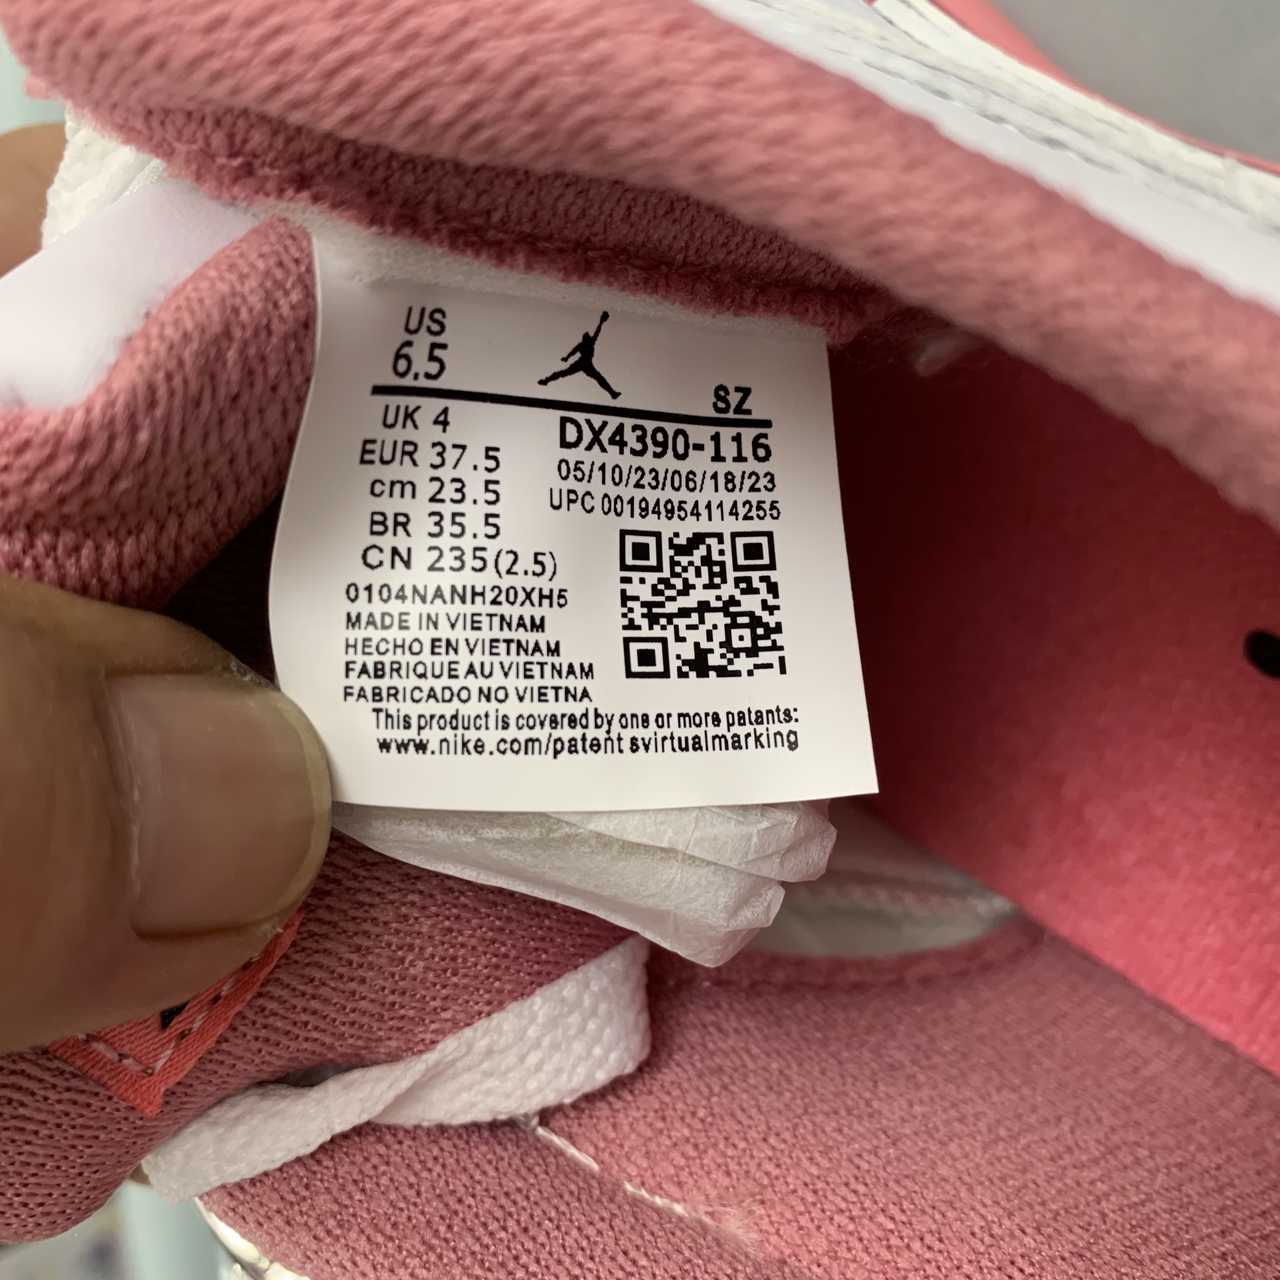 US
6.5
SZ
UK 4
DX4390-116
EUR 37.5
05/10/23/06/18/23
cm 23.5
UPC 00194954114255
BR 35.5
CN 235(2.5)
0104NANH20XH5
MADE IN VIETNAM
HECHO EN VIETNAM
FABRIQUE AU VIETNAM
FABRICADO NO VIETNA
This product is covered by one or more patants:
www.nike.com/patent svirtualmarking